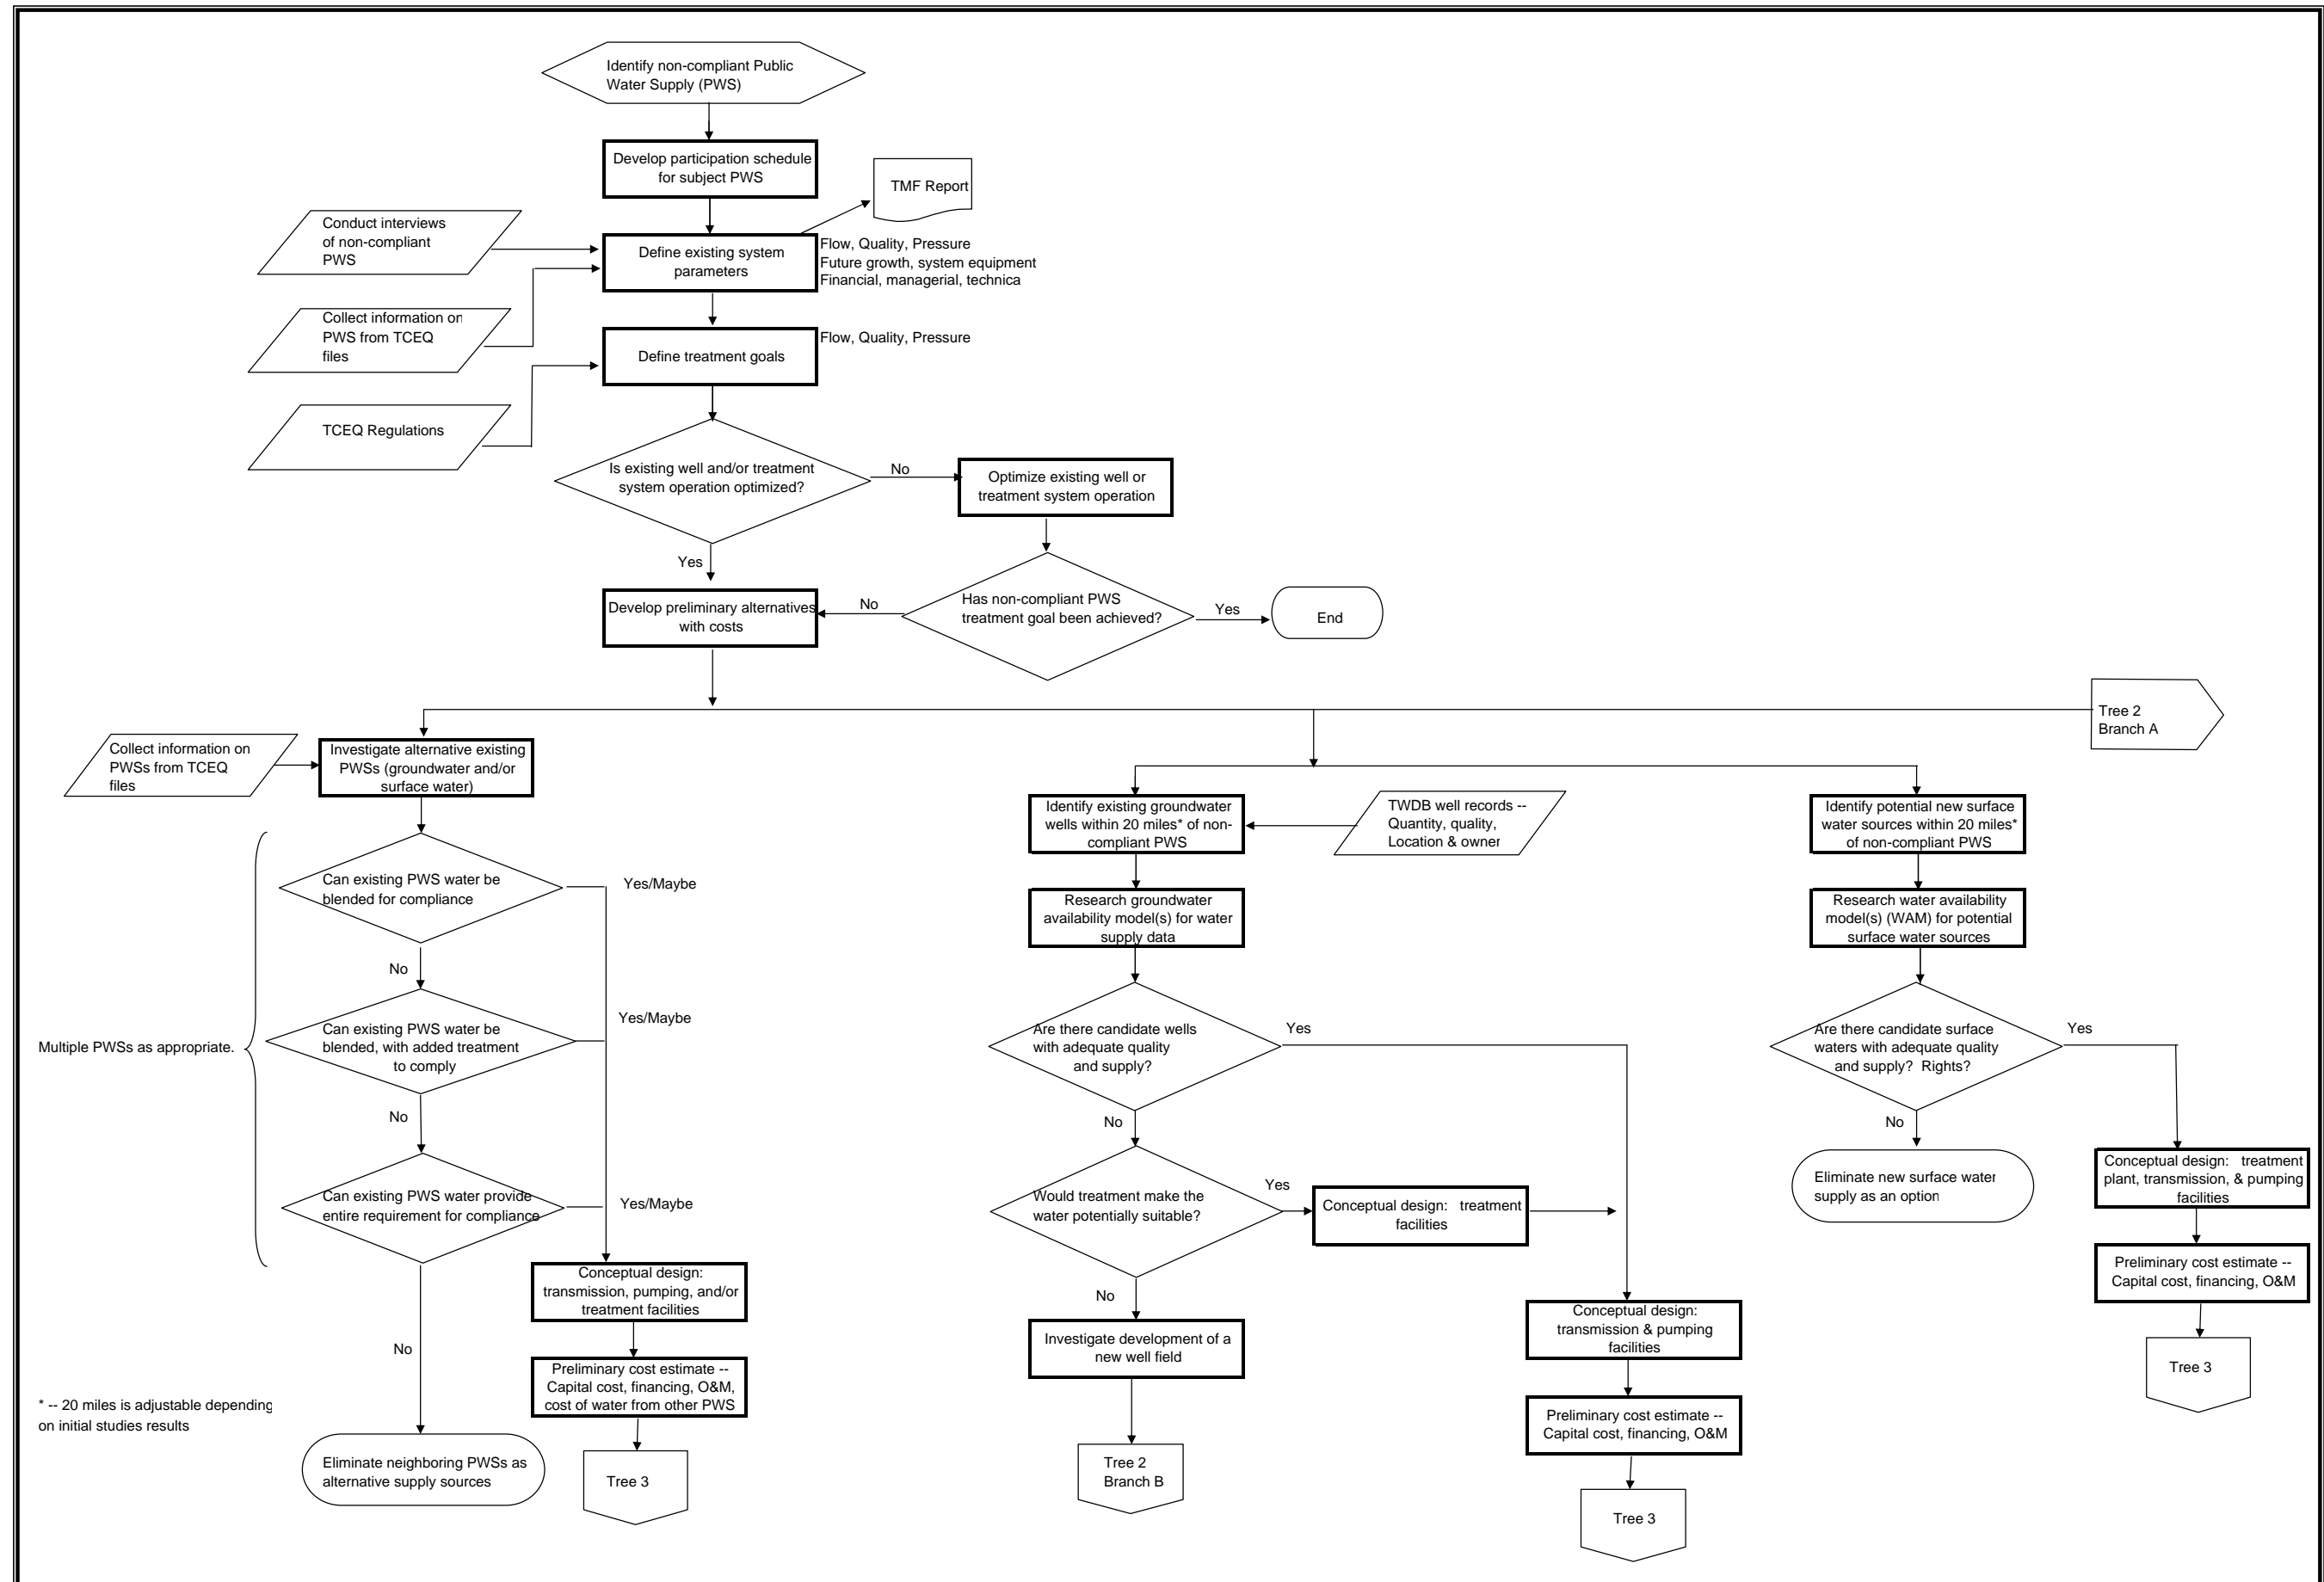 Identify non-compliant Public
Water Supply (PWS)
Develop participation schedule
for subject PWS
TMF Report
Conduct interviews
of non-compliant
PWS
Define existing system
parameters
Flow, Quality, Pressure
Future growth, system equipment
Financial, managerial, technica
Collect information on
PWS from TCEQ
files
Define treatment goals
Flow, Quality, Pressure
TCEQ Regulations
Is existing well and/or treatment
system operation optimized?
No
Optimize existing well or
treatment system operation
Yes
Develop preliminary alternatives
with costs
No
Has non-compliant PWS
treatment goal been achieved?
Yes
End
Tree 2
Branch A
Collect information on
PWSs from TCEQ
files
Investigate alternative existing
PWSs (groundwater and/or
surface water)
Identify existing groundwater
wells within 20 miles* of non-
compliant PWS
TWDB well records --
Quantity, quality,
Location & owner
Identify potential new surface
water sources within 20 miles*
of non-compliant PWS
Can existing PWS water be
blended for compliance
Yes/Maybe
Research groundwater
availability model(s) for water
supply data
Research water availability
model(s) (WAM) for potential
surface water sources
No
Multiple PWSs as appropriate.
Can existing PWS water be
blended, with added treatment
to comply
Yes/Maybe
Are there candidate wells
with adequate quality
and supply?
Yes
Are there candidate surface
waters with adequate quality
and supply?  Rights?
Yes
No
No
No
Can existing PWS water provide
entire requirement for compliance
Yes/Maybe
Would treatment make the
water potentially suitable?
Yes
Conceptual design:  treatment
facilities
Eliminate new surface water
supply as an option
Conceptual design:  treatment
plant, transmission, & pumping
facilities
Conceptual design:
transmission, pumping, and/or
treatment facilities
No
Preliminary cost estimate --
Capital cost, financing, O&M
No
Investigate development of a
new well field
Conceptual design:
transmission & pumping
facilities
Tree 3
Preliminary cost estimate --
Capital cost, financing, O&M,
cost of water from other PWS
* -- 20 miles is adjustable depending
on initial studies results
Preliminary cost estimate --
Capital cost, financing, O&M
Eliminate neighboring PWSs as
alternative supply sources
Tree 3
Tree 2
Branch B
Tree 3